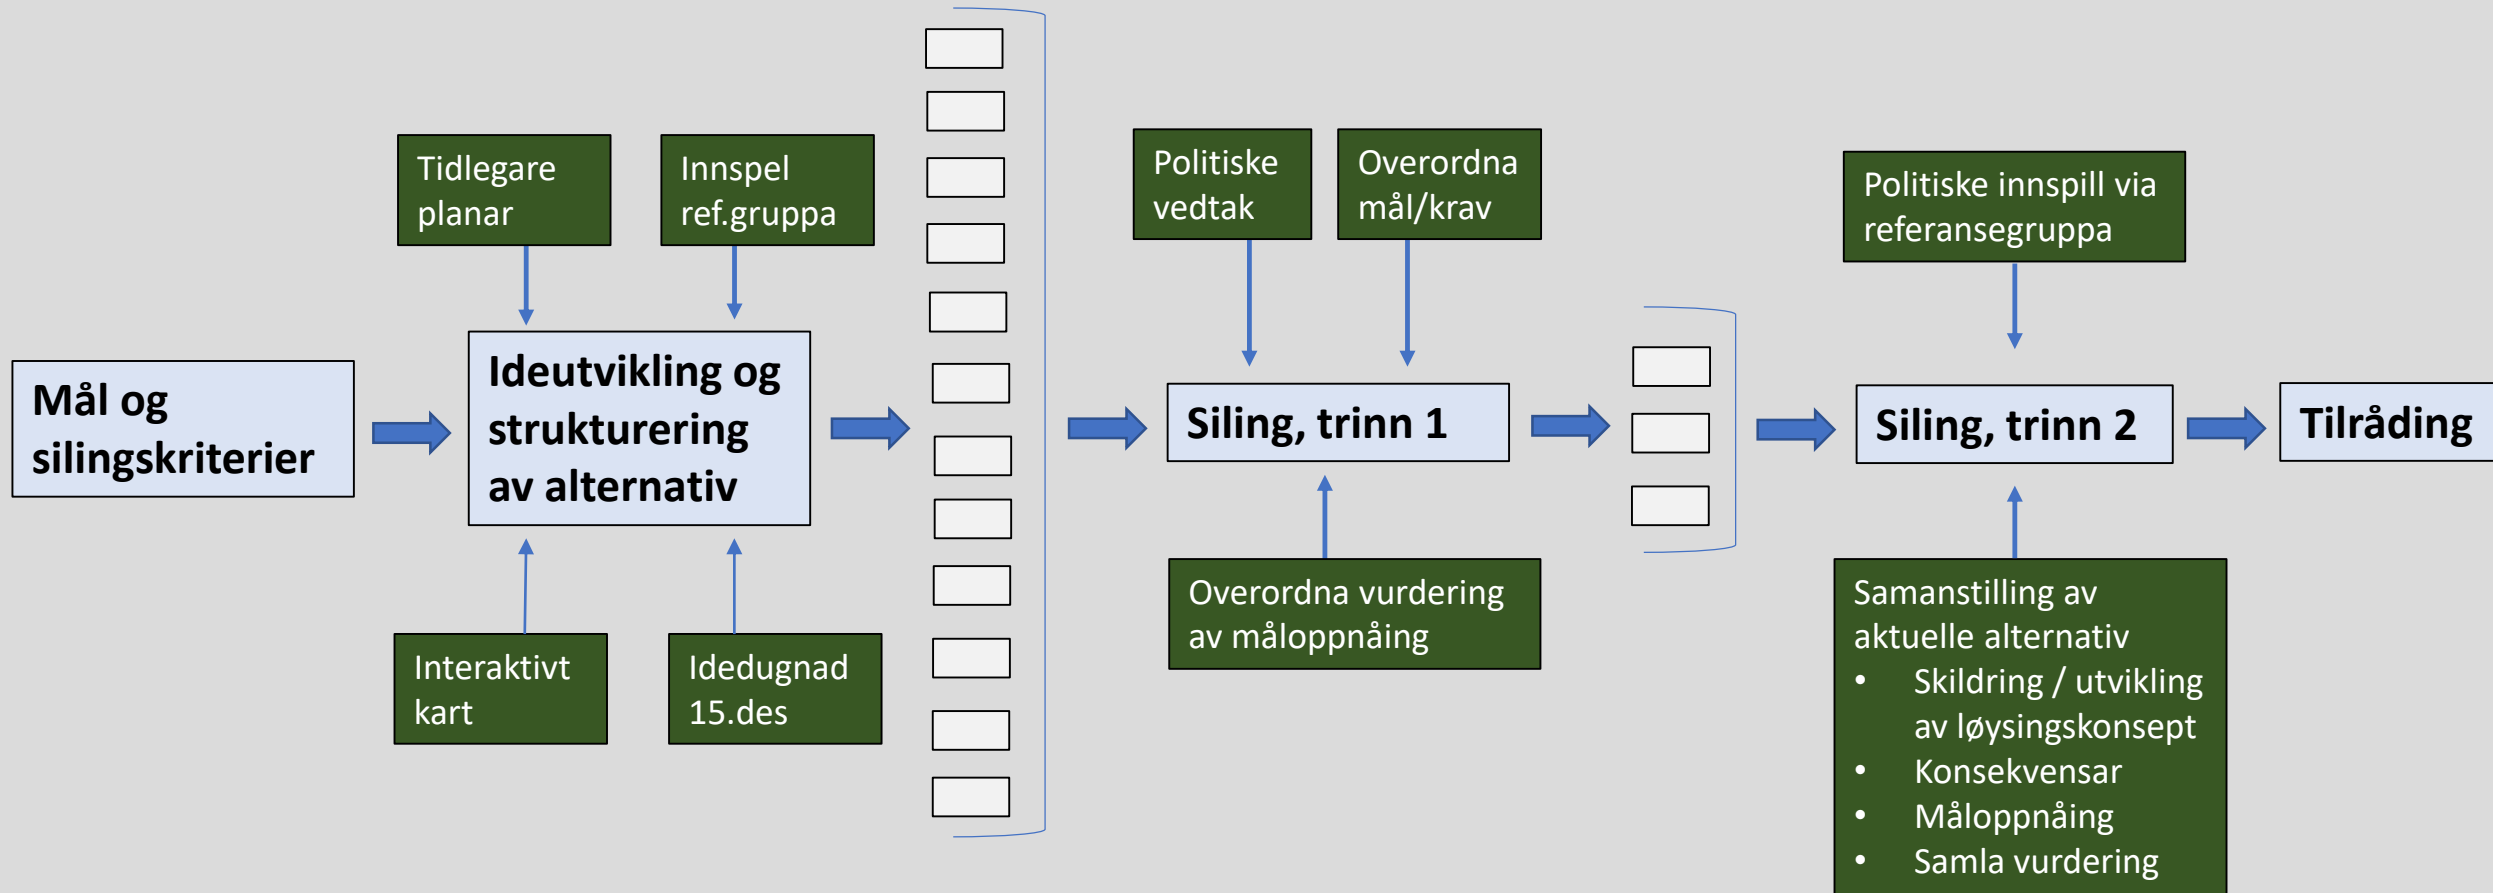 Tidlegare
planar
Innspel
ref.gruppa
Politiske
vedtak
Overordna
mål/krav
Politiske innspill via
referansegruppa
Mål og
silingskriterier
Ideutvikling og
strukturering
av alternativ
Siling, trinn 1
Siling, trinn 2
Tilråding
Interaktivt
kart
Idedugnad
15.des
Overordna vurdering
av måloppnåing
Samanstilling av
aktuelle alternativ
• Skildring / utvikling
av løysingskonsept
• Konsekvensar
• Måloppnåing
• Samla vurdering